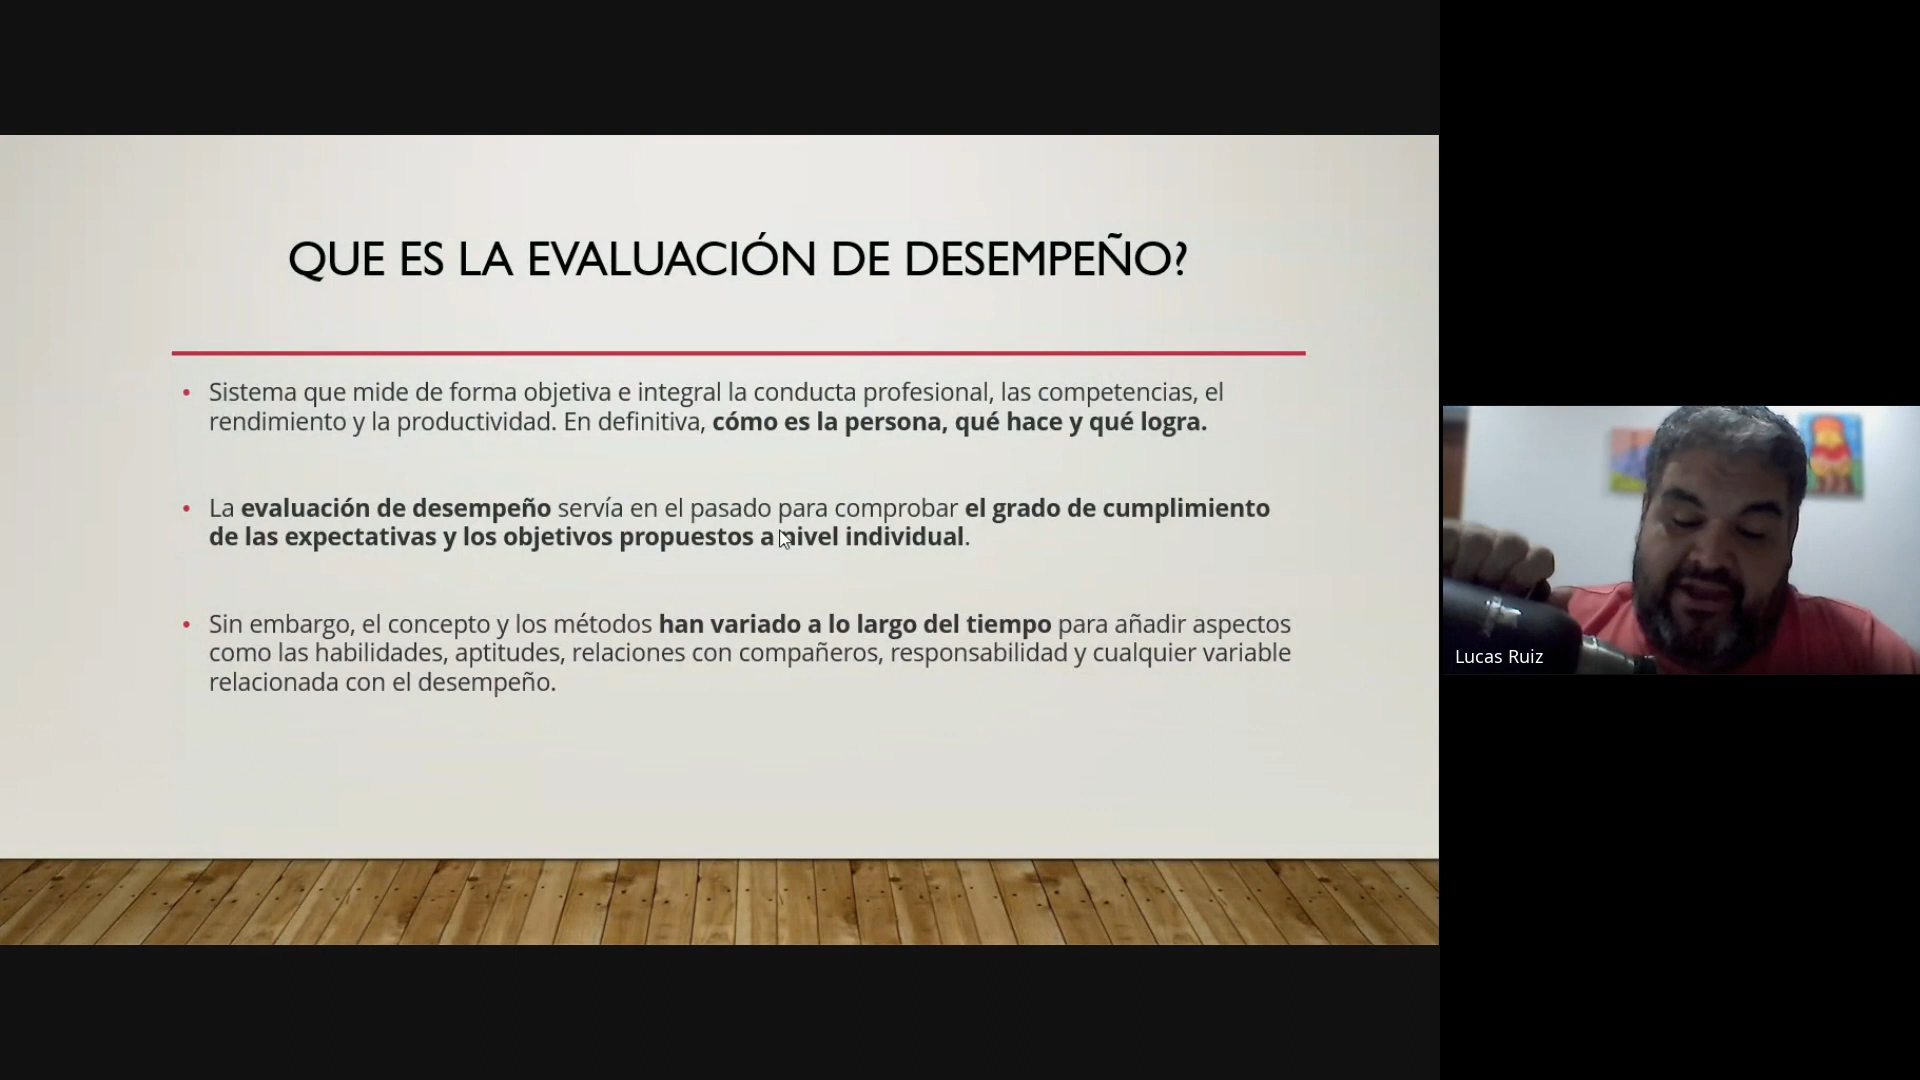 QUE ES LA EVALUACIÓN DE DESEMPEÑO?
• Sistema que mide de forma objetiva e integral la conducta profesional, las competencias, el
rendimiento y la productividad. En definitiva, cómo es la persona, qué hace y qué logra.
• La evaluación de desempeño servía en el pasado para comprobar el grado de cumplimiento
de las expectativas y los objetivos propuestos a nivel individual.
• Sin embargo, el concepto y los métodos han variado a lo largo del tiempo para añadir aspectos
como las habilidades, aptitudes, relaciones con compañeros, responsabilidad y cualquier variable
relacionada con el desempeño.
Lucas Ruiz